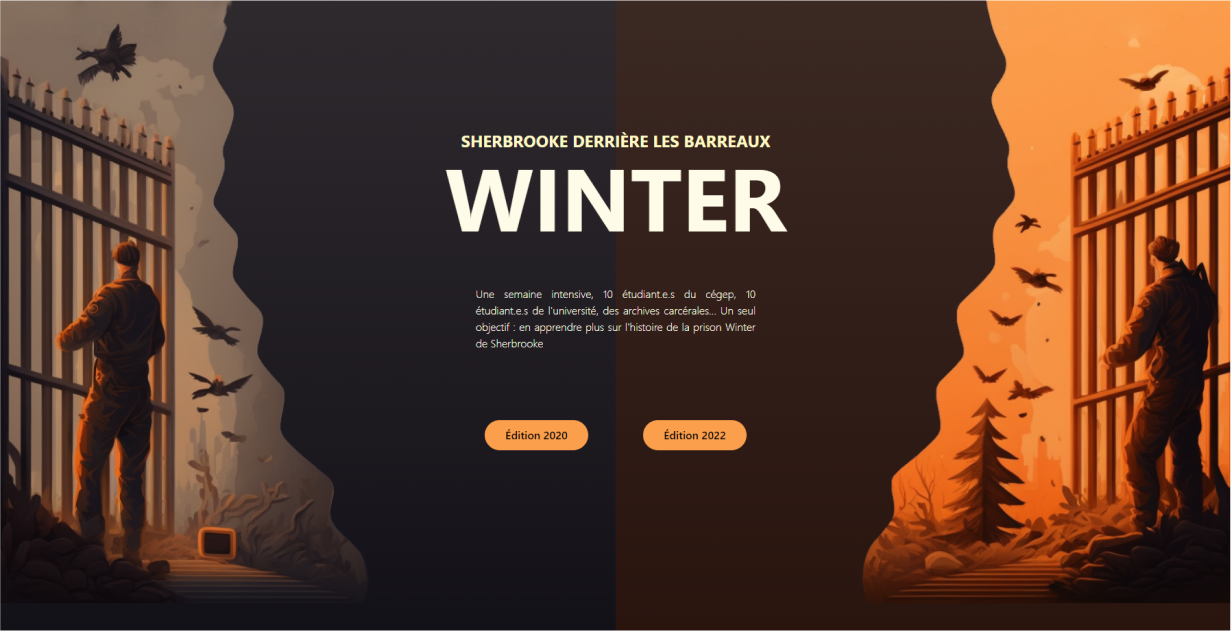 SHERBROOKE DERRIÈRE LES BARREAUX
WINTER
Une semaine intensive, 10 étudiant.e.s du cégep, 10
étudiant.e.s de l'université, des archives carcérales... Un seul
objectif : en apprendre plus sur l'histoire de la prison Winter
de Sherbrooke
Édition 2020
Édition 2022